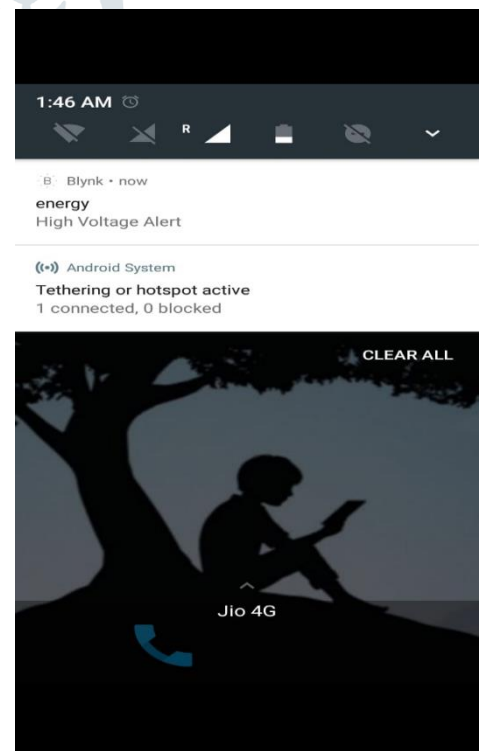 1:46 AM
R
B Blynk • now
energy
High Voltage Alert
Android System
Tethering or hotspot active
1 connected, 0 blocked
CLEAR ALL
Jio 4G